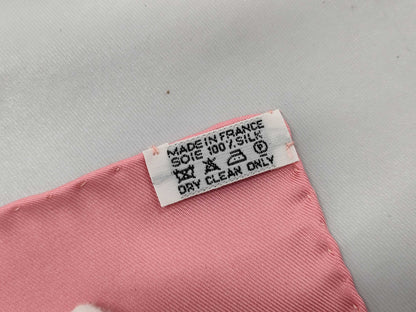 MADE IN FRANCE
SOIE 100% SILK
P
DRY CLEAN ONLY